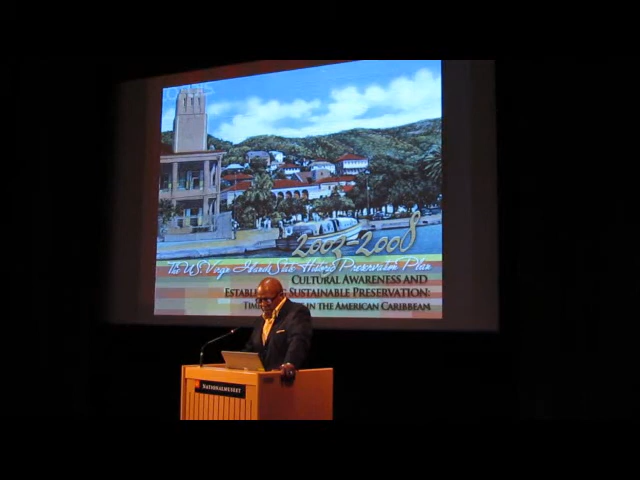 2003-2008
The U.S. Virgin Islands State Historic Preservation Plan
Cultural Awareness and
Sustainable Preservation:
in the American Caribbean
Nationalmuseet